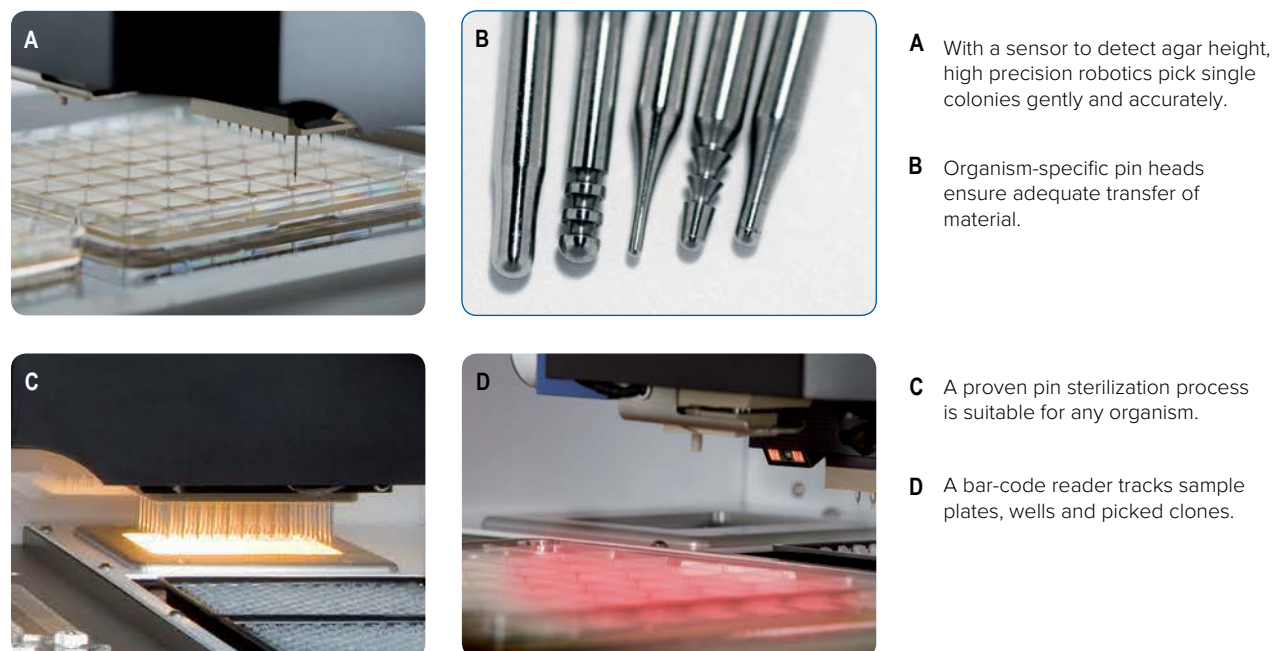 A
B
A With a sensor to detect agar height,
high precision robotics pick single
colonies gently and accurately.
B Organism-specific pin heads
ensure adequate transfer of
material.
C
D
C A proven pin sterilization process
is suitable for any organism.
D A bar-code reader tracks sample
plates, wells and picked clones.